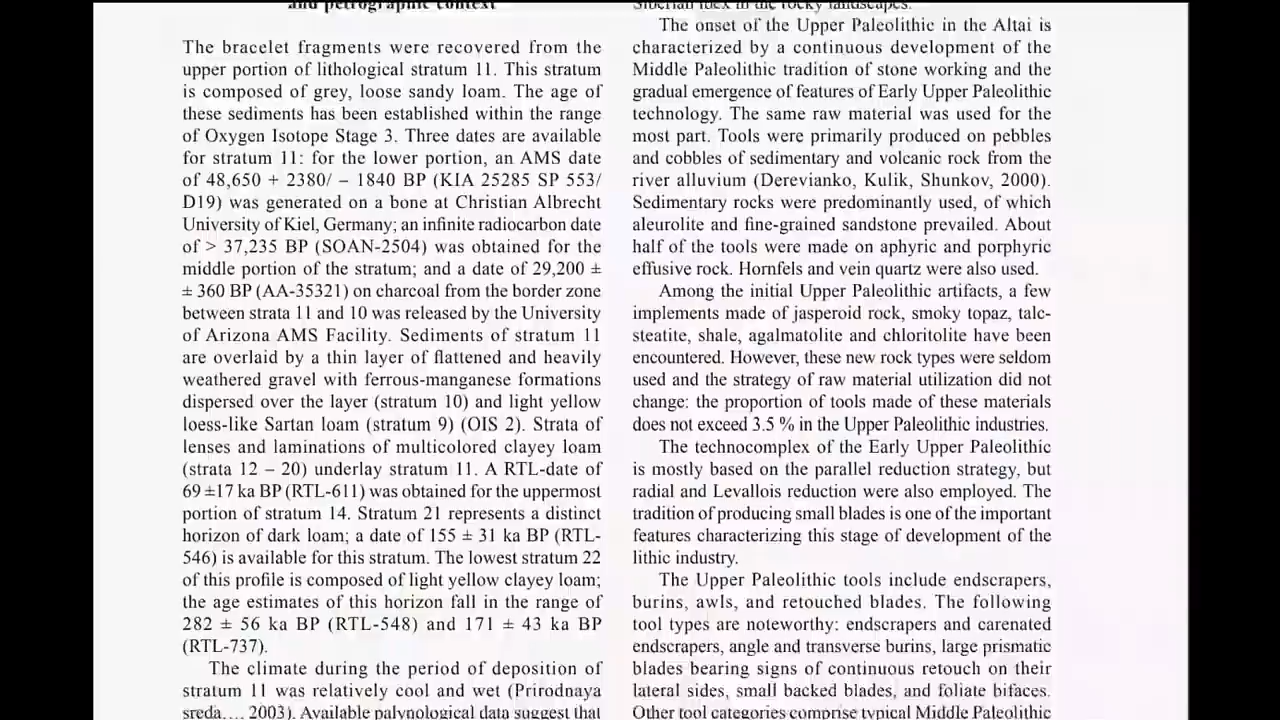 and petrographic context
The bracelet fragments were recovered from the
upper portion of lithological stratum 11. This stratum
is composed of grey, loose sandy loam. The age of
these sediments has been established within the range
of Oxygen Isotope Stage 3. Three dates are available
for stratum 11: for the lower portion, an AMS date
of 48,650 + 2380/ – 1840 BP (KIA 25285 SP 553/
D19) was generated on a bone at Christian Albrecht
University of Kiel, Germany; an infinite radiocarbon date
of > 37,235 BP (SOAN-2504) was obtained for the
middle portion of the stratum; and a date of 29,200 ±
± 360 BP (AA-35321) on charcoal from the border zone
between strata 11 and 10 was released by the University
of Arizona AMS Facility. Sediments of stratum 11
are overlaid by a thin layer of flattened and heavily
weathered gravel with ferrous-manganese formations
dispersed over the layer (stratum 10) and light yellow
loess-like Sartan loam (stratum 9) (OIS 2). Strata of
lenses and laminations of multicolored clayey loam
(strata 12 – 20) underlay stratum 11. A RTL-date of
69 ±17 ka BP (RTL-611) was obtained for the uppermost
portion of stratum 14. Stratum 21 represents a distinct
horizon of dark loam; a date of 155 ± 31 ka BP (RTL-
546) is available for this stratum. The lowest stratum 22
of this profile is composed of light yellow clayey loam;
the age estimates of this horizon fall in the range of
282 ± 56 ka BP (RTL-548) and 171 ± 43 ka BP
(RTL-737).
The climate during the period of deposition of
stratum 11 was relatively cool and wet (Prirodnaya
sreda…, 2003). Available palynological data suggest that
Siberian ibex in the rocky landscapes.
The onset of the Upper Paleolithic in the Altai is
characterized by a continuous development of the
Middle Paleolithic tradition of stone working and the
gradual emergence of features of Early Upper Paleolithic
technology. The same raw material was used for the
most part. Tools were primarily produced on pebbles
and cobbles of sedimentary and volcanic rock from the
river alluvium (Derevianko, Kulik, Shunkov, 2000).
Sedimentary rocks were predominantly used, of which
aleurolite and fine-grained sandstone prevailed. About
half of the tools were made on aphyric and porphyric
effusive rock. Hornfels and vein quartz were also used.
Among the initial Upper Paleolithic artifacts, a few
implements made of jasperoid rock, smoky topaz, talc-
steatite, shale, agalmatolite and chloritolite have been
encountered. However, these new rock types were seldom
used and the strategy of raw material utilization did not
change: the proportion of tools made of these materials
does not exceed 3.5 % in the Upper Paleolithic industries.
The technocomplex of the Early Upper Paleolithic
is mostly based on the parallel reduction strategy, but
radial and Levallois reduction were also employed. The
tradition of producing small blades is one of the important
features characterizing this stage of development of the
lithic industry.
The Upper Paleolithic tools include endscrapers,
burins, awls, and retouched blades. The following
tool types are noteworthy: endscrapers and carenated
endscrapers, angle and transverse burins, large prismatic
blades bearing signs of continuous retouch on their
lateral sides, small backed blades, and foliate bifaces.
Other tool categories comprise typical Middle Paleolithic